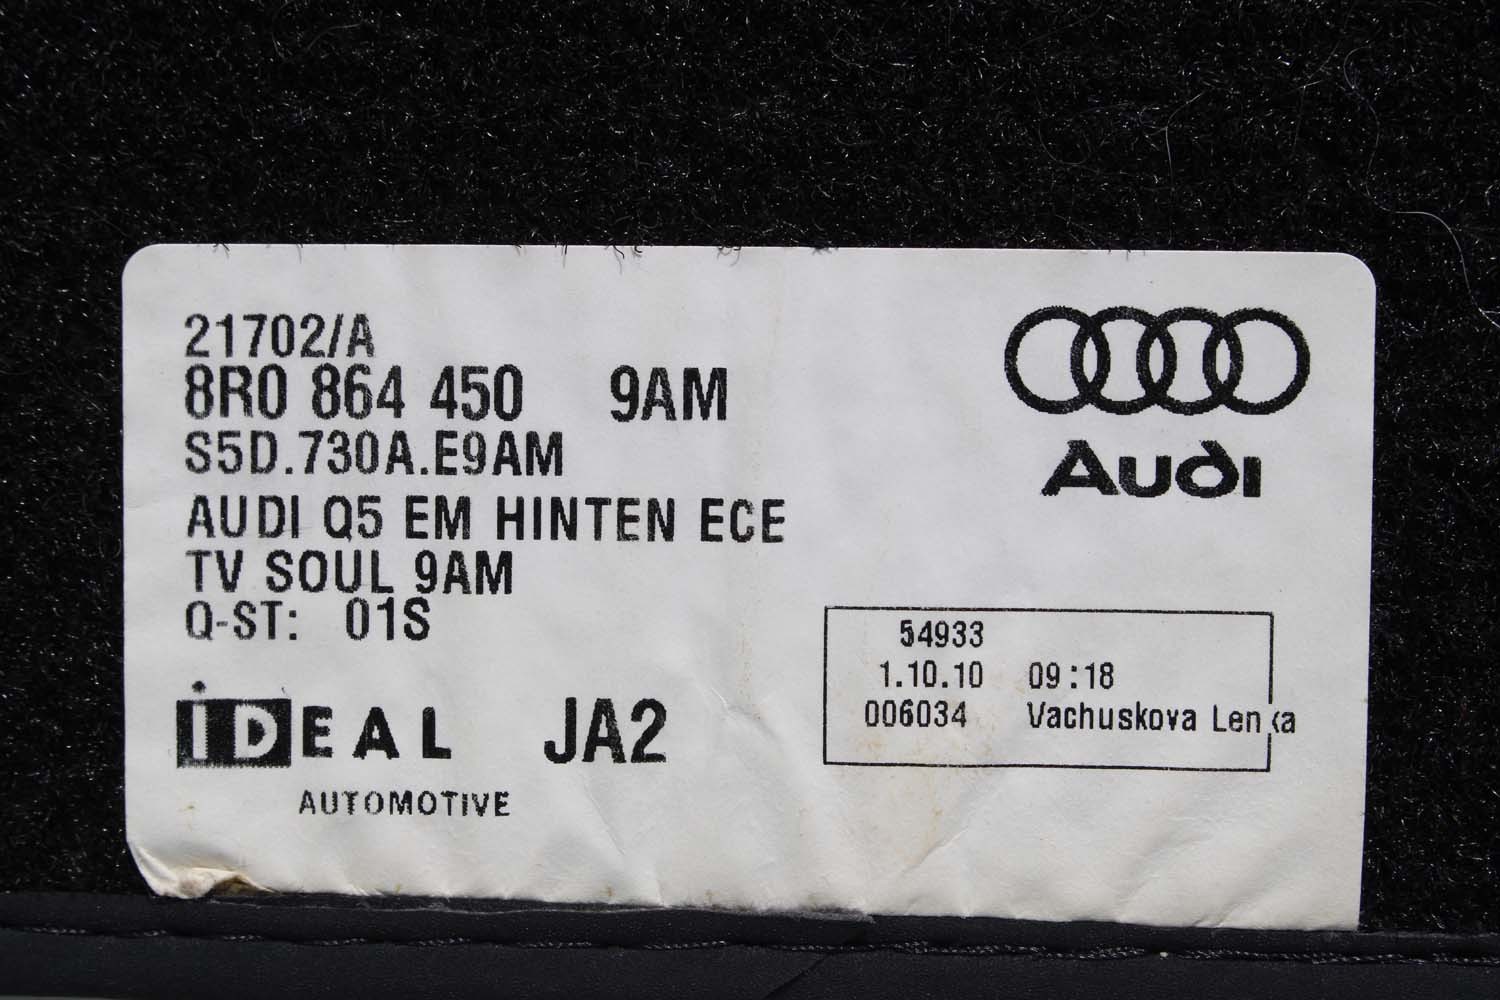 21702/A
8R0 864 450 9AM
S5D.730A.E9AM
AUDI Q5 EM HINTEN ECE
TV SOUL 9AM
Q-ST: 01S
iDEAL JA2
AUTOMOTIVE
Audi
54933
1.10.10 09:18
006034 Vachuskova Lenka